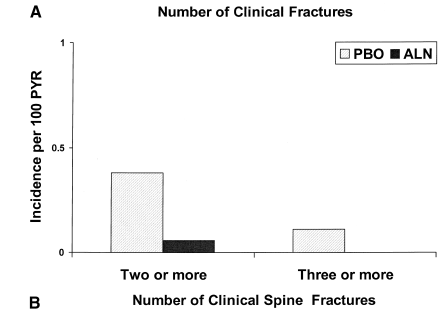 A
Number of Clinical Fractures
PBO ALN
Incidence per 100 PYR
1
0.5
0
Two or more Three or more
B
Number of Clinical Spine Fractures